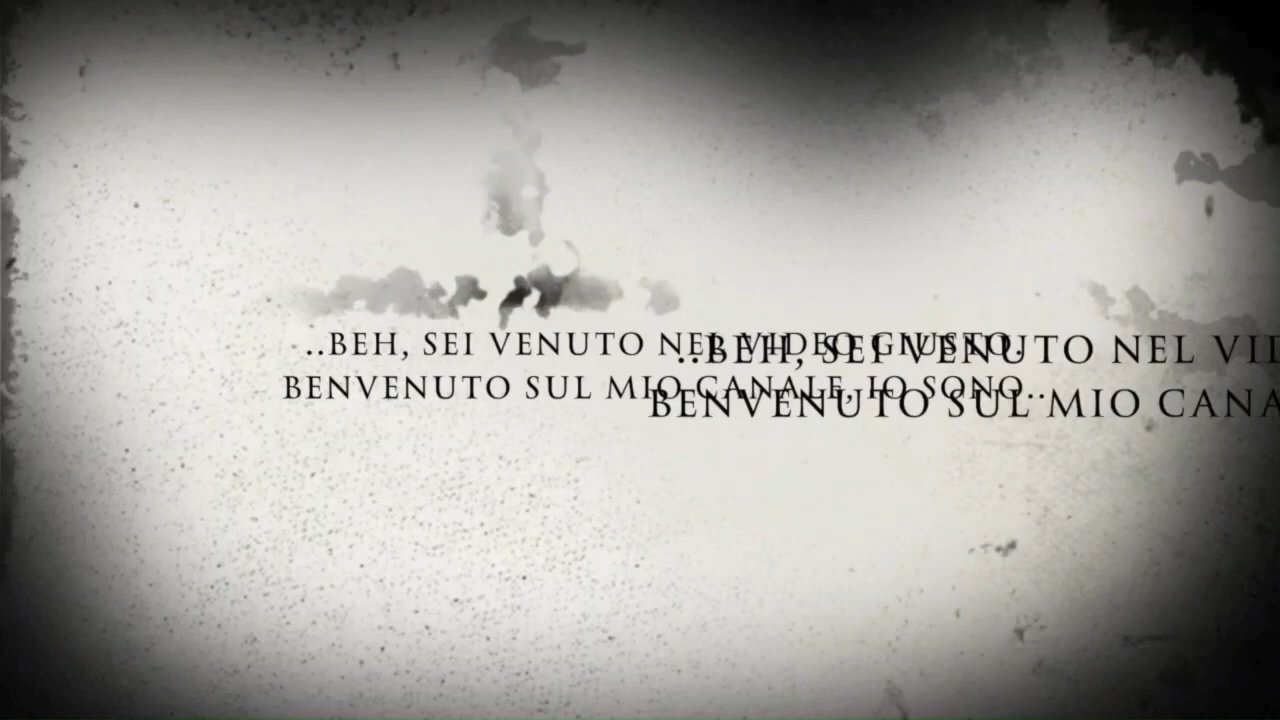 ..BEH, SEI VENUTO NEL VIDEO GIUSTO.
BENVENUTO SUL MIO CANALE, IO SONO..
..BEH, SEI VENUTO NEL VID
BENVENUTO SUL MIO CANA